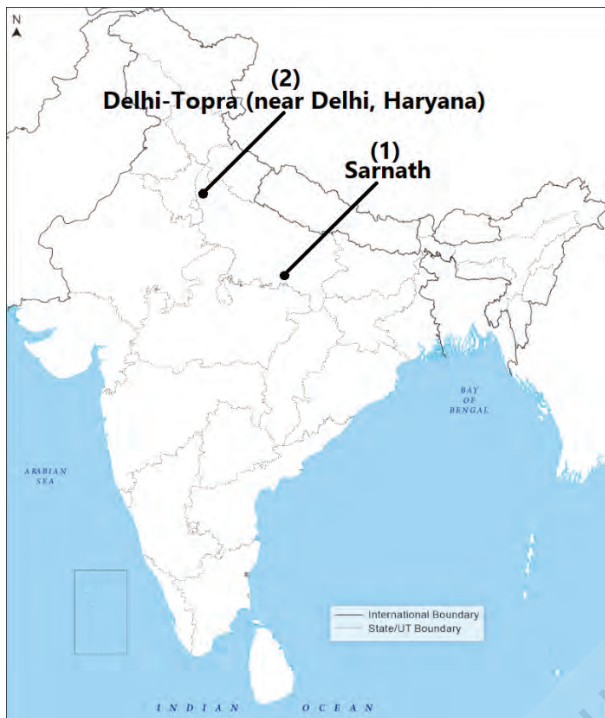 N
(2)
Delhi-Topra (near Delhi, Haryana)
(1)
Sarnath
BAY
OF
BENGAL
ARABIAN
SEA
International Boundary
State/UT Boundary
INDIAN OCEAN